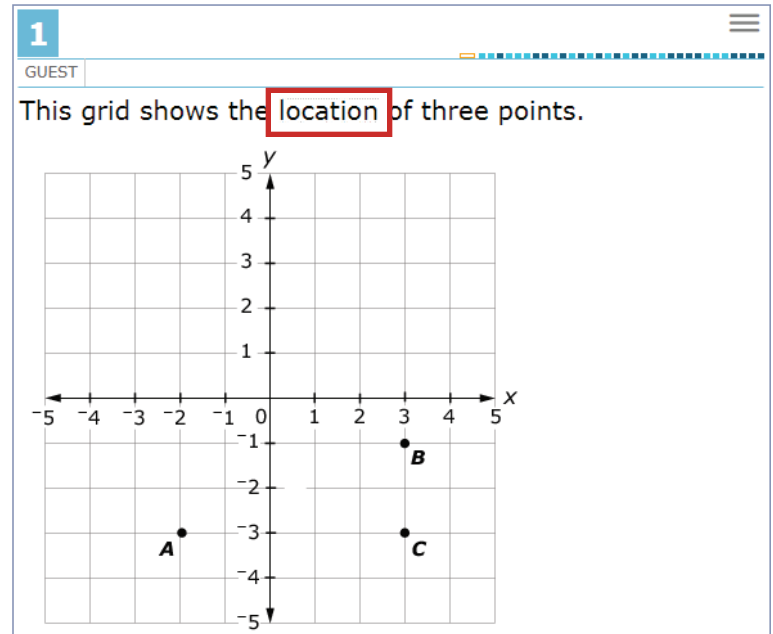 1
GUEST
This grid shows the location of three points.
y
5
4
3
2
1
x
⁻5 ⁻4 ⁻3 ⁻2 ⁻1 0 1 2 3 4 5
⁻1
B
⁻2
⁻3
A C
⁻4
⁻5